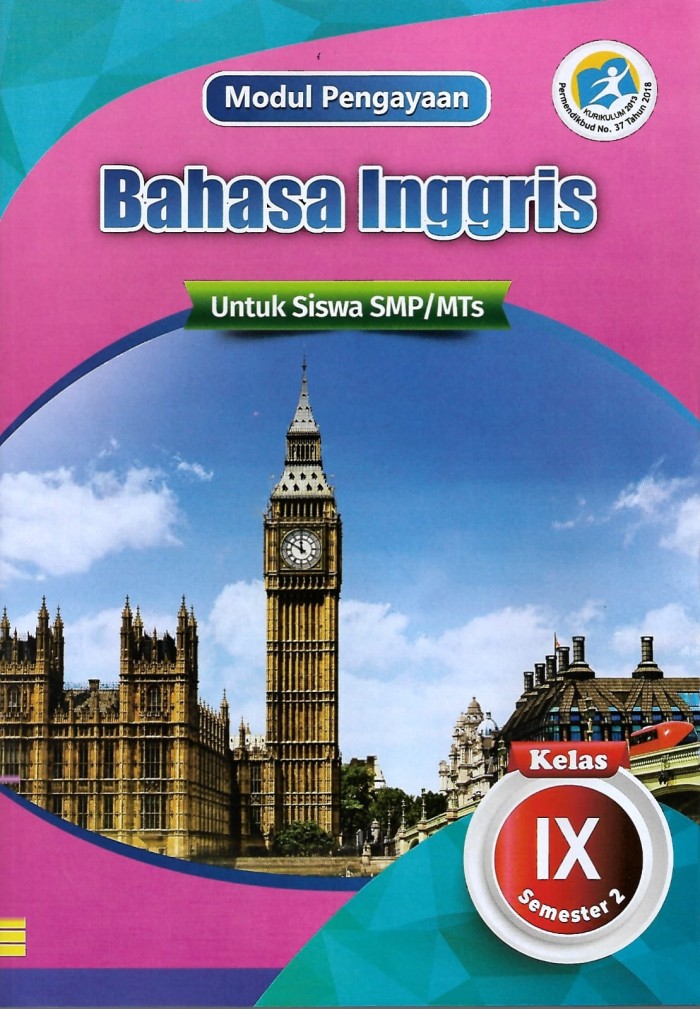 Modul Pengayaan
KURIKULUM 2013
Permendikbud No. 37 Tahun 2018
Bahasa Inggris
Untuk Siswa SMP/MTs
Kelas
IX
Semester 2